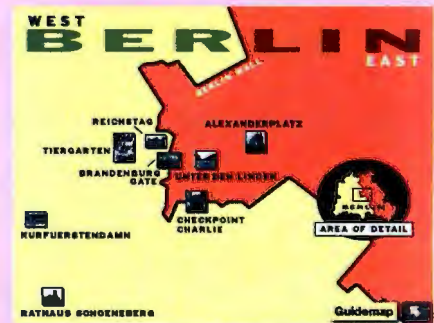 WEST
BERLIN
EAST
BERLIN WALL
REICHSTAG
ALEXANDERPLATZ
TIERGARTEN
BRANDENBURG
GATE
UNTER DEN LINDEN
CHECKPOINT
CHARLIE
BERLIN
AREA OF DETAIL
KURFUERSTENDAMN
RATHAUS SCHOENEBERG
Guidemap